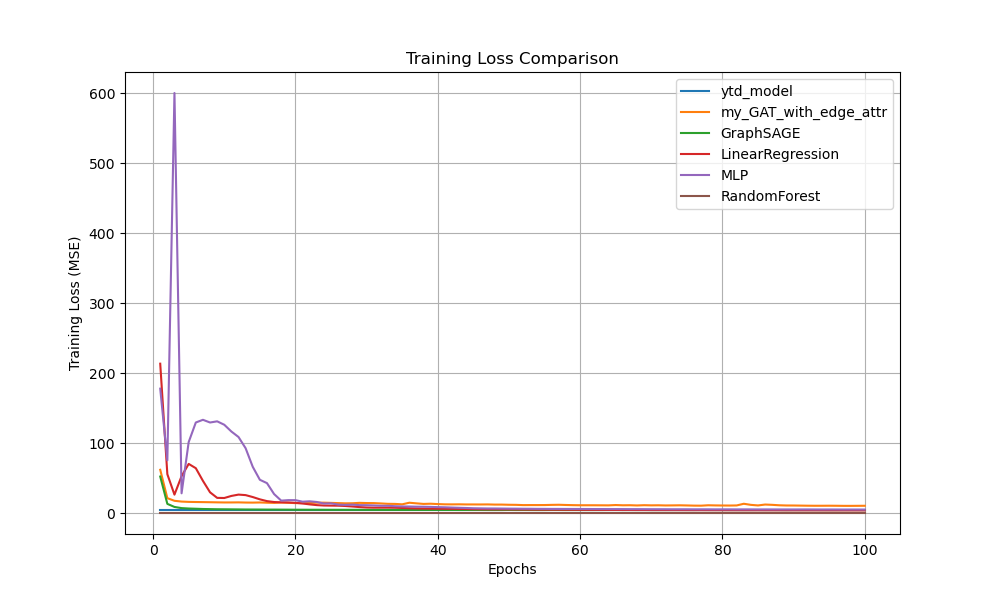 Training Loss Comparison
Training Loss (MSE)
600
500
400
300
200
100
0
ytd_model
my_GAT_with_edge_attr
GraphSAGE
LinearRegression
MLP
RandomForest
0 20 40 60 80 100
Epochs